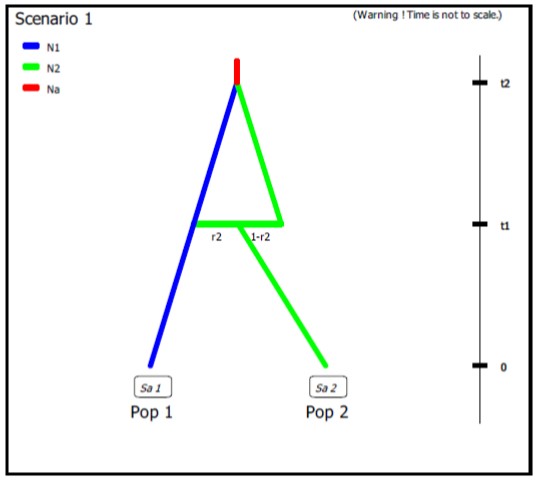 Scenario 1
(Warning ! Time is not to scale.)
N1
N2
Na
t2
r2
1-r2
t1
0
Sa 1
Sa 2
Pop 1
Pop 2